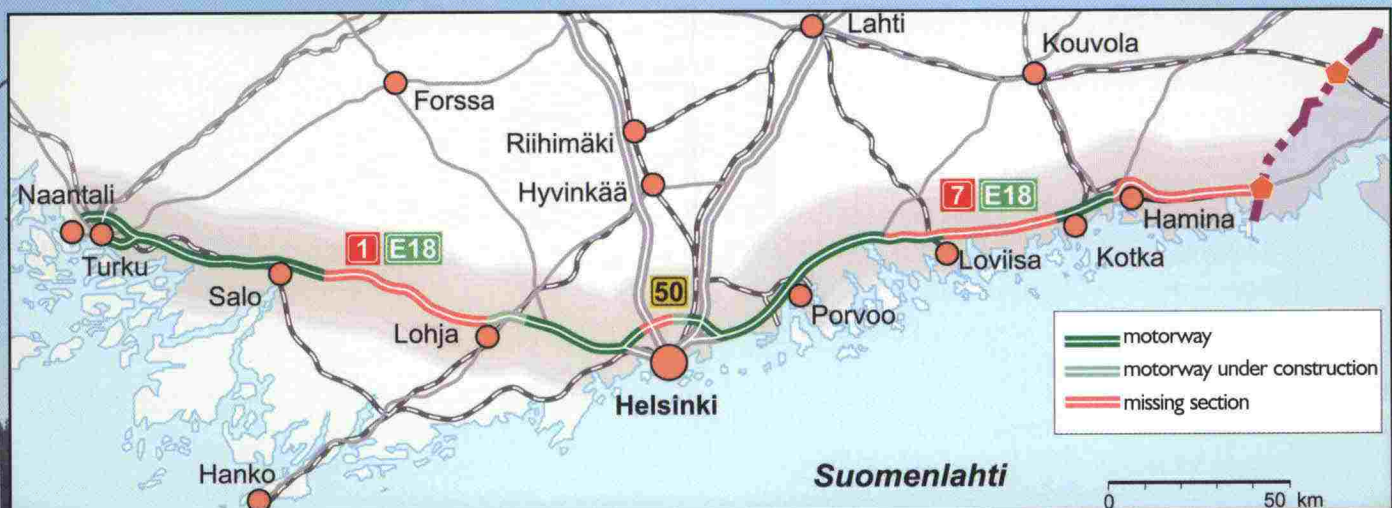 Lahti
Kouvola
Forssa
Riihimäki
Hyvinkää
Naantali
7 E18
Hamina
1 E18
Turku
Loviisa
Kotka
Salo
50
Porvoo
Lohja
motorway
motorway under construction
missing section
Helsinki
Hanko
Suomenlahti
0 50 km